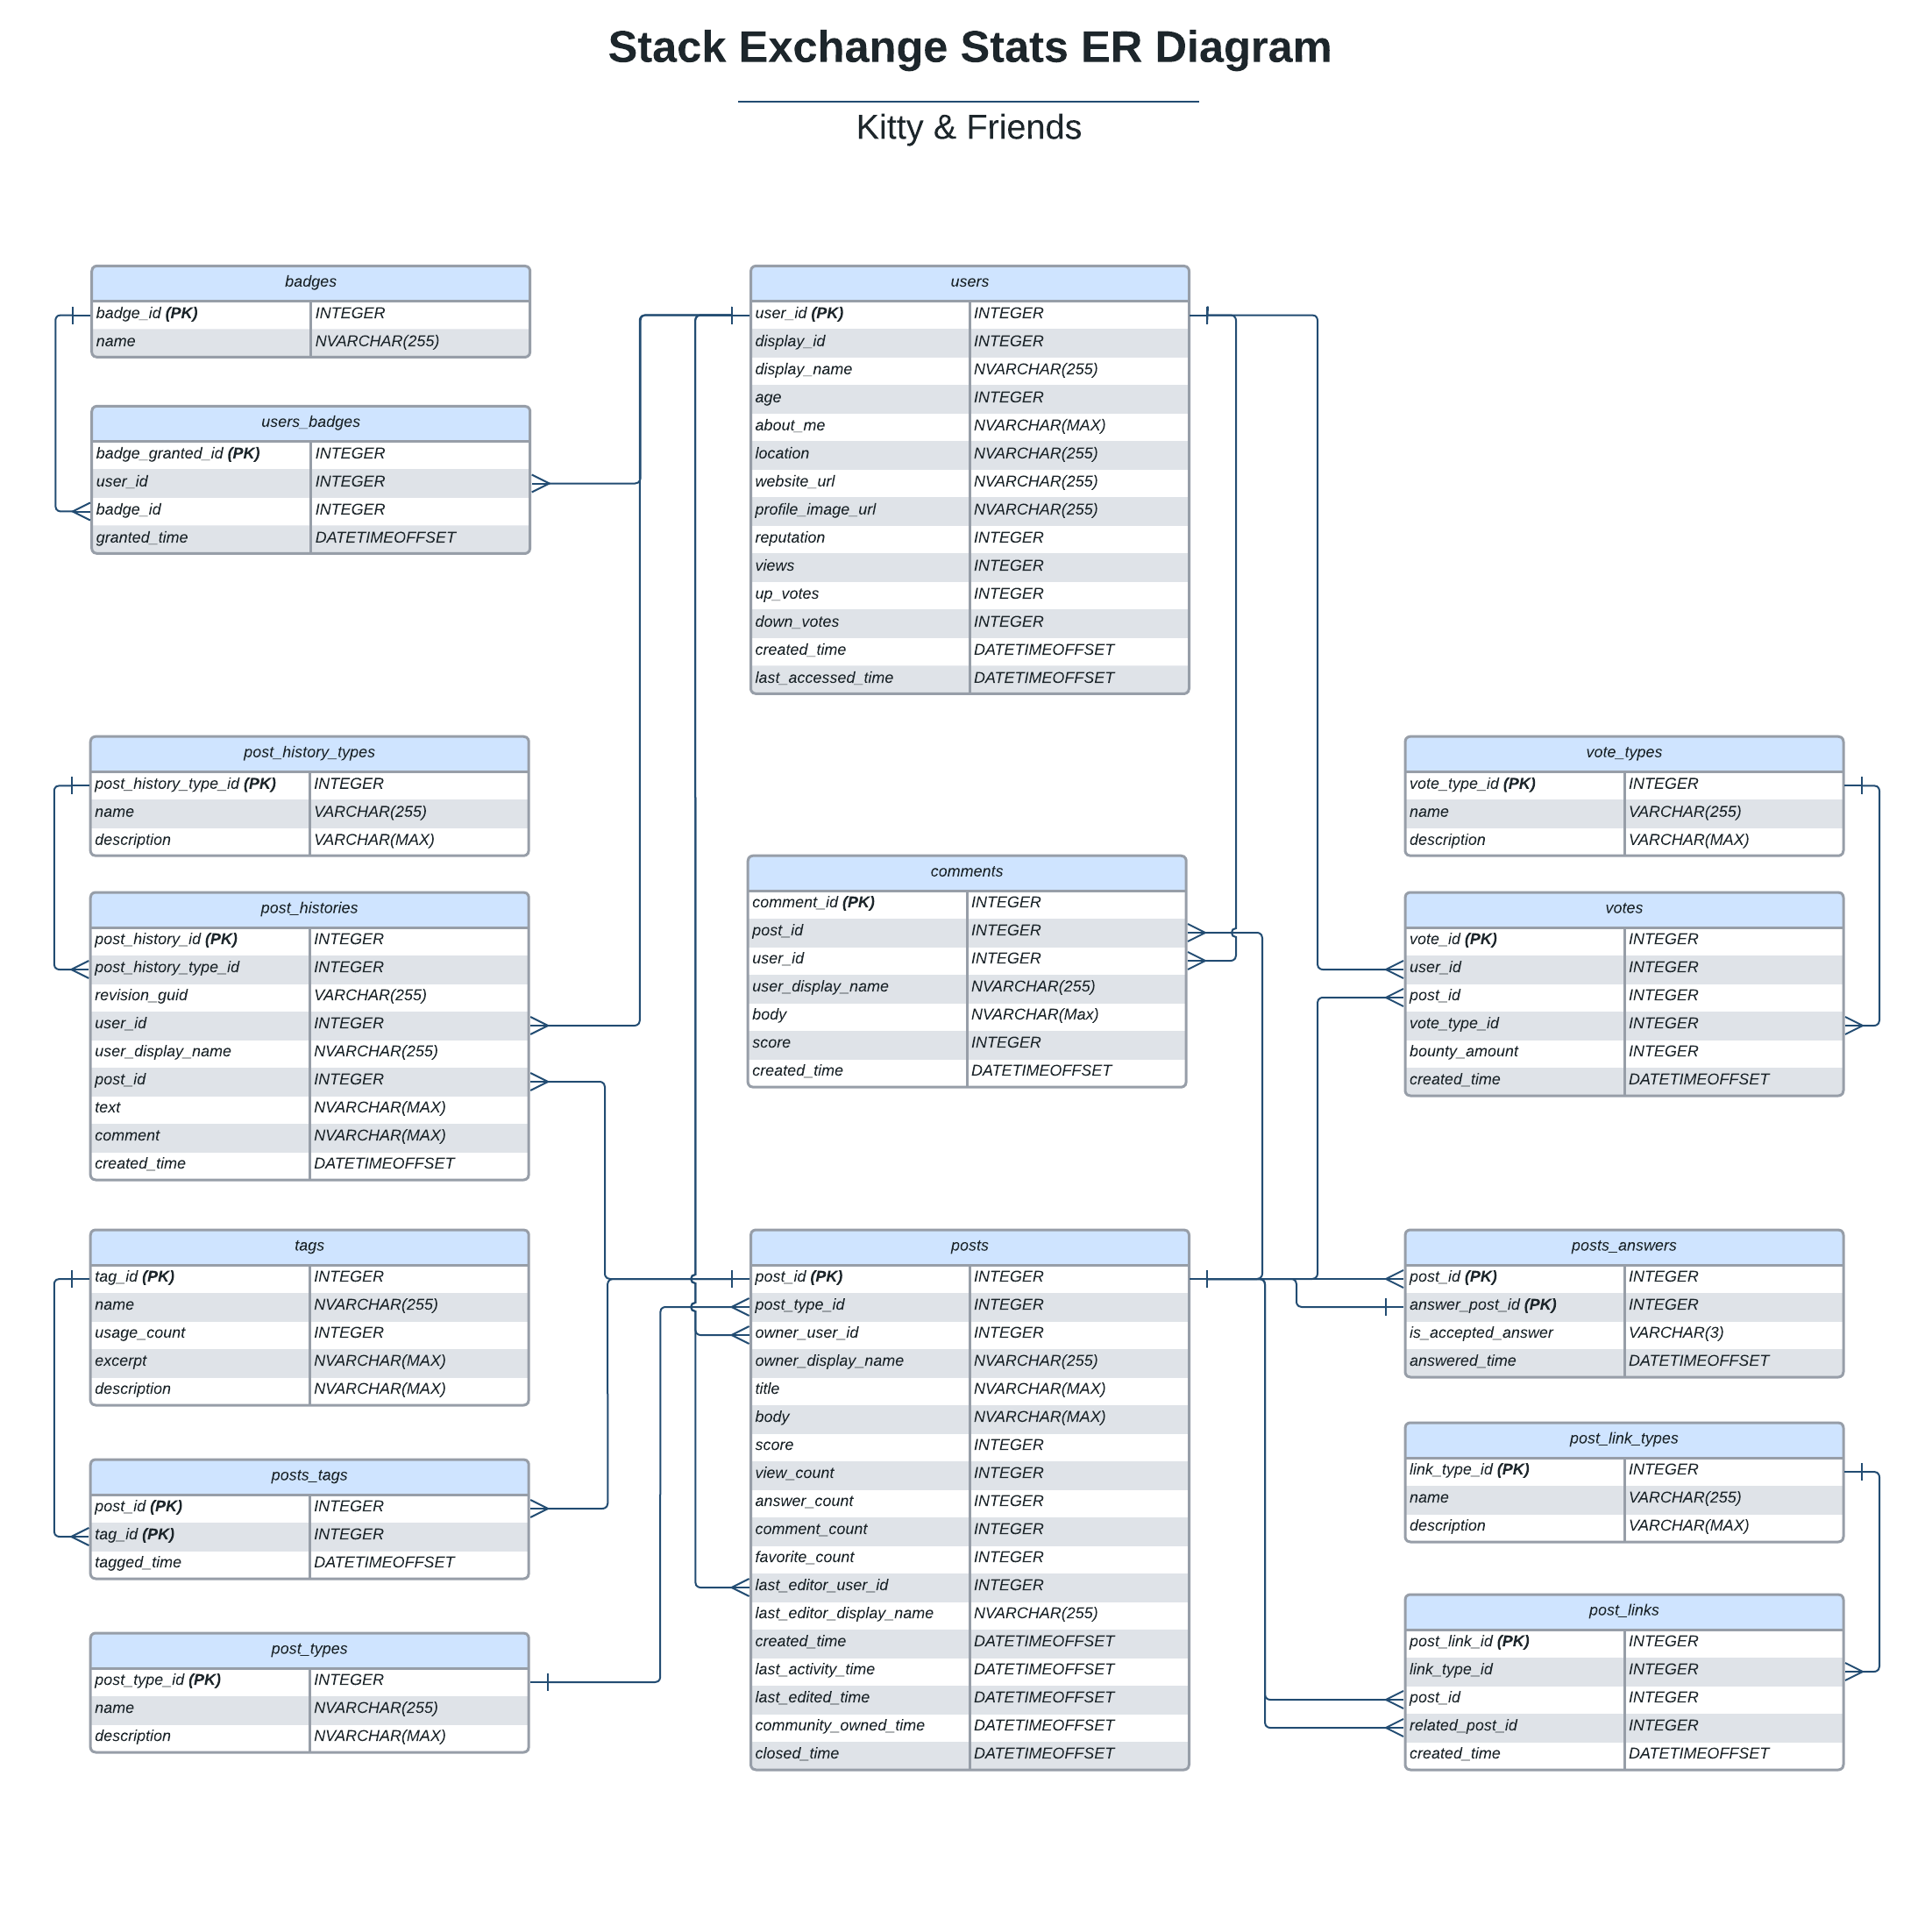 Stack Exchange Stats ER Diagram
Kitty & Friends
badges
badge_id (PK) INTEGER
name NVARCHAR(255)
users_badges
badge_granted_id (PK) INTEGER
user_id INTEGER
badge_id INTEGER
granted_time DATETIMEOFFSET
post_history_types
post_history_type_id (PK) INTEGER
name VARCHAR(255)
description VARCHAR(MAX)
post_histories
post_history_id (PK) INTEGER
post_history_type_id INTEGER
revision_guid VARCHAR(255)
user_id INTEGER
user_display_name NVARCHAR(255)
post_id INTEGER
text NVARCHAR(MAX)
comment NVARCHAR(MAX)
created_time DATETIMEOFFSET
tags
tag_id (PK) INTEGER
name NVARCHAR(255)
usage_count INTEGER
excerpt NVARCHAR(MAX)
description NVARCHAR(MAX)
posts_tags
post_id (PK) INTEGER
tag_id (PK) INTEGER
tagged_time DATETIMEOFFSET
post_types
post_type_id (PK) INTEGER
name NVARCHAR(255)
description NVARCHAR(MAX)
users
user_id (PK) INTEGER
display_id INTEGER
display_name NVARCHAR(255)
age INTEGER
about_me NVARCHAR(MAX)
location NVARCHAR(255)
website_url NVARCHAR(255)
profile_image_url NVARCHAR(255)
reputation INTEGER
views INTEGER
up_votes INTEGER
down_votes INTEGER
created_time DATETIMEOFFSET
last_accessed_time DATETIMEOFFSET
comments
comment_id (PK) INTEGER
post_id INTEGER
user_id INTEGER
user_display_name NVARCHAR(255)
body NVARCHAR(Max)
score INTEGER
created_time DATETIMEOFFSET
posts
post_id (PK) INTEGER
post_type_id INTEGER
owner_user_id INTEGER
owner_display_name NVARCHAR(255)
title NVARCHAR(MAX)
body NVARCHAR(MAX)
score INTEGER
view_count INTEGER
answer_count INTEGER
comment_count INTEGER
favorite_count INTEGER
last_editor_user_id INTEGER
last_editor_display_name NVARCHAR(255)
created_time DATETIMEOFFSET
last_activity_time DATETIMEOFFSET
last_edited_time DATETIMEOFFSET
community_owned_time DATETIMEOFFSET
closed_time DATETIMEOFFSET
vote_types
vote_type_id (PK) INTEGER
name VARCHAR(255)
description VARCHAR(MAX)
votes
vote_id (PK) INTEGER
user_id INTEGER
post_id INTEGER
vote_type_id INTEGER
bounty_amount INTEGER
created_time DATETIMEOFFSET
posts_answers
post_id (PK) INTEGER
answer_post_id (PK) INTEGER
is_accepted_answer VARCHAR(3)
answered_time DATETIMEOFFSET
post_link_types
link_type_id (PK) INTEGER
name VARCHAR(255)
description VARCHAR(MAX)
post_links
post_link_id (PK) INTEGER
link_type_id INTEGER
post_id INTEGER
related_post_id INTEGER
created_time DATETIMEOFFSET